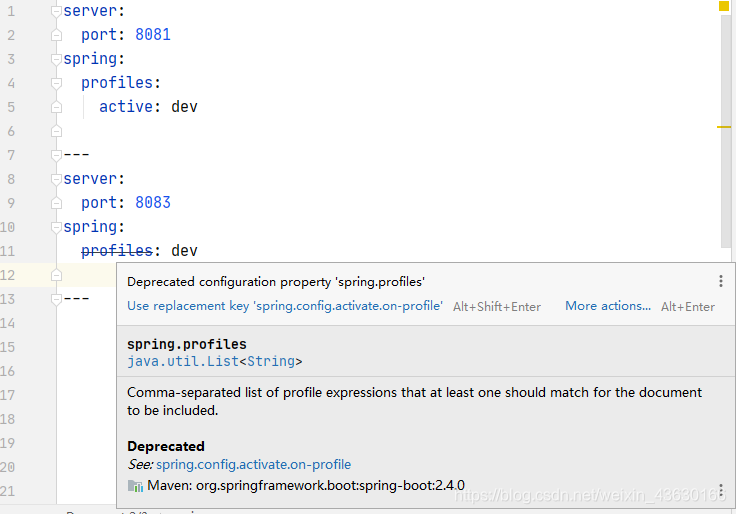 1 server:
2 port: 8081
3 spring:
4 profiles:
5 active: dev
6
7 ---
8 server:
9 port: 8083
10 spring:
11 profiles: dev
12
13 ---
14
15
16
17
18
19
20
21
Deprecated configuration property 'spring.profiles'
Use replacement key 'spring.config.activate.on-profile' Alt+Shift+Enter More actions... Alt+Enter
spring.profiles
java.util.List<String>
Comma-separated list of profile expressions that at least one should match for the document
to be included.
Deprecated
See: spring.config.activate.on-profile
Maven: org.springframework.boot:spring-boot:2.4.0
https://blog.csdn.net/weixin_43630165